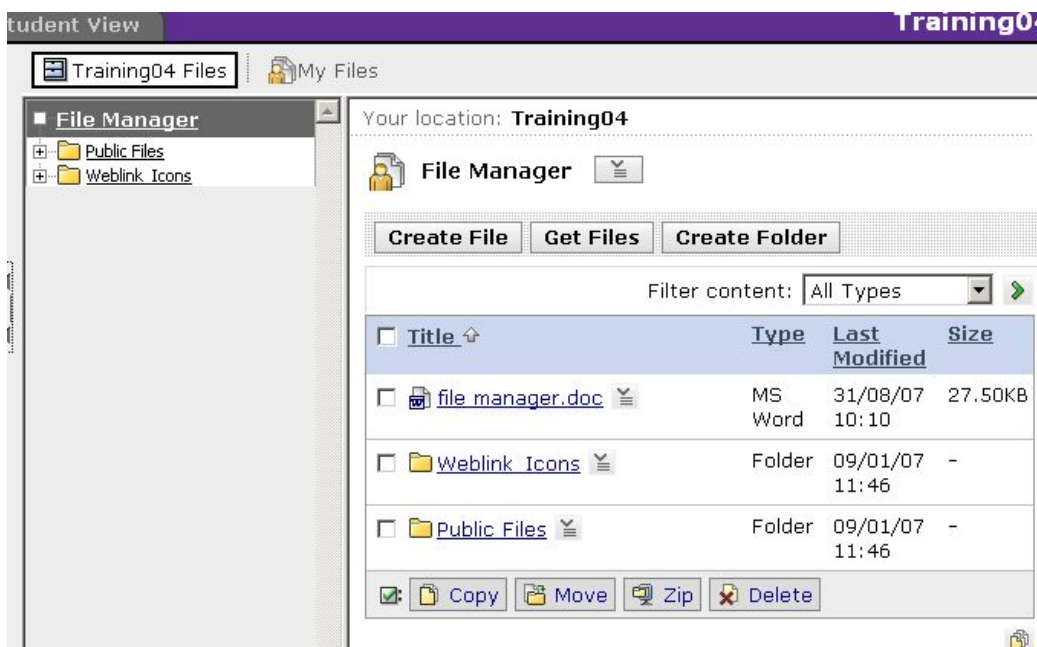 tudent View
Training04
Training04 Files
My Files
File Manager
Public Files
Weblink Icons
Your location: Training04
File Manager
Create File
Get Files
Create Folder
Filter content: All Types
Title Type Last Modified Size
file manager.doc MS Word 31/08/07 10:10 27.50KB
Weblink Icons Folder 09/01/07 11:46 -
Public Files Folder 09/01/07 11:46 -
Copy Move Zip Delete